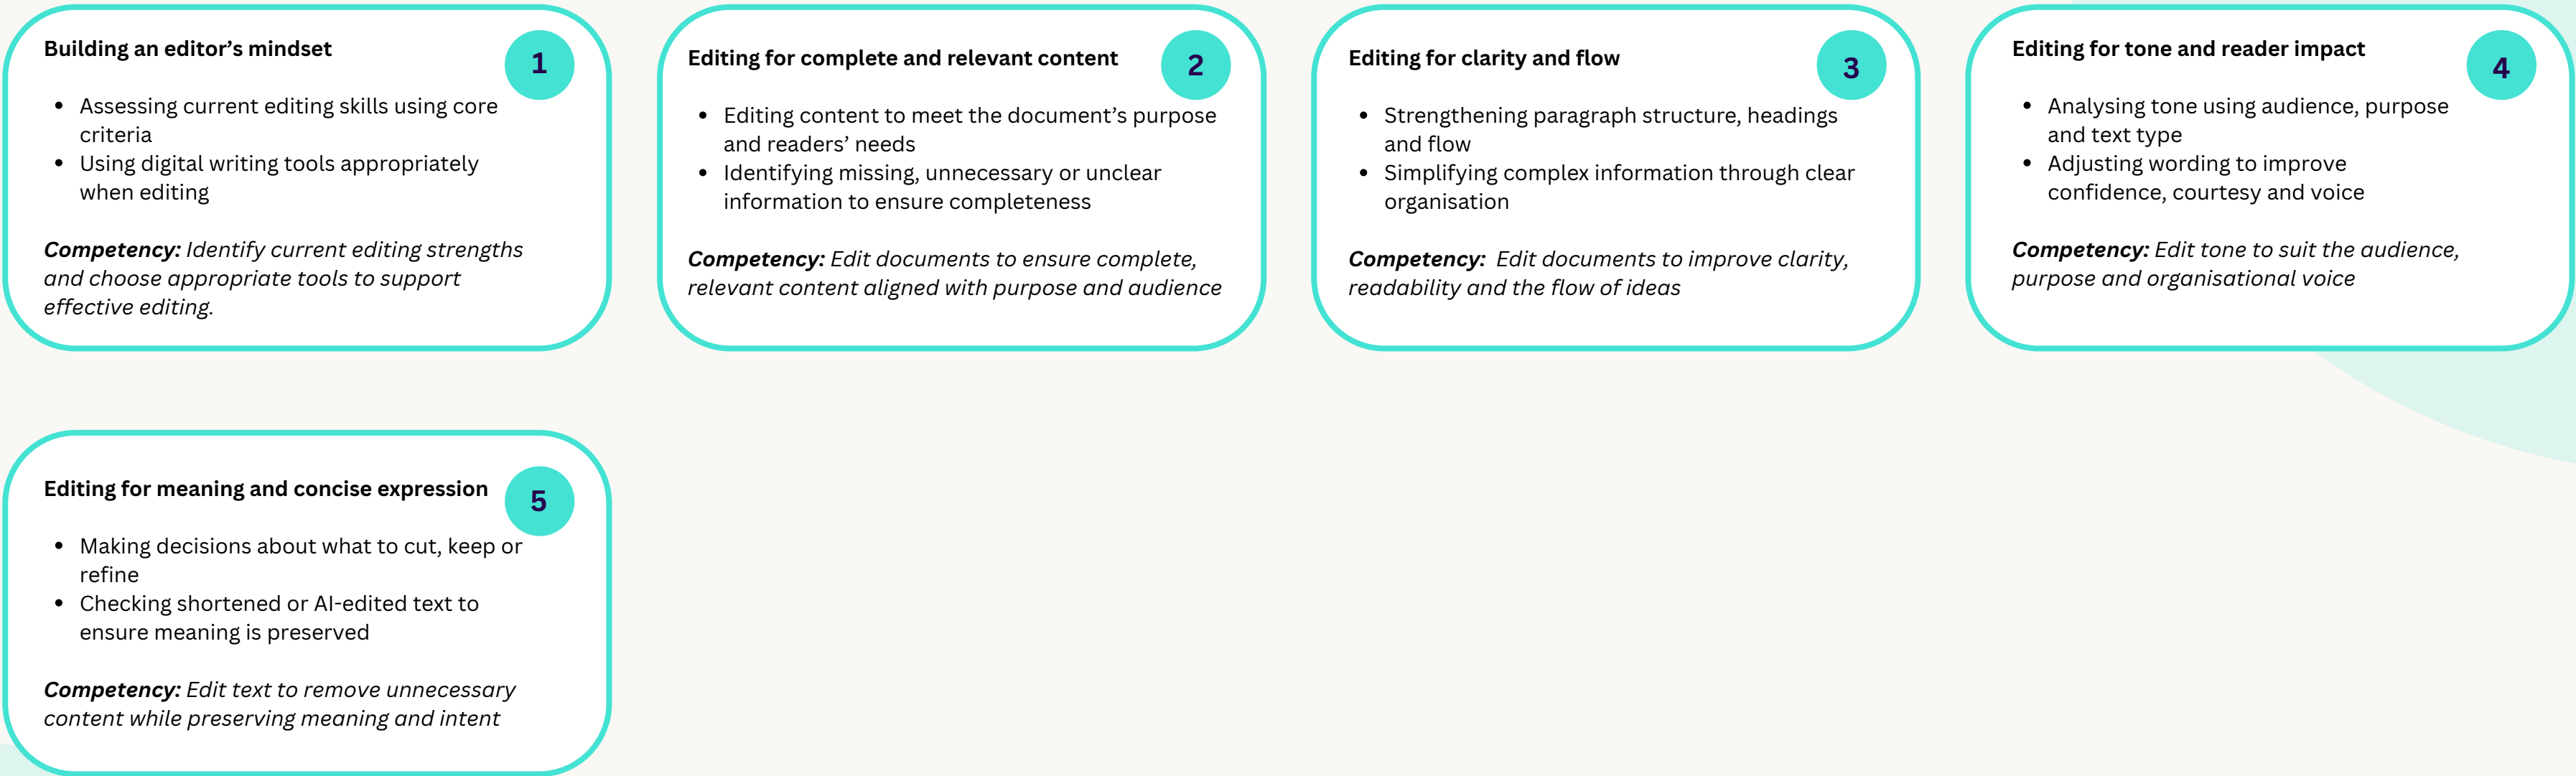 Building an editor’s mindset
1
• Assessing current editing skills using core
criteria
• Using digital writing tools appropriately
when editing
Competency: Identify current editing strengths
and choose appropriate tools to support
effective editing.
Editing for complete and relevant content
2
• Editing content to meet the document’s purpose
and readers’ needs
• Identifying missing, unnecessary or unclear
information to ensure completeness
Competency: Edit documents to ensure complete,
relevant content aligned with purpose and audience
Editing for clarity and flow
3
• Strengthening paragraph structure, headings
and flow
• Simplifying complex information through clear
organisation
Competency: Edit documents to improve clarity,
readability and the flow of ideas
Editing for tone and reader impact
4
• Analysing tone using audience, purpose
and text type
• Adjusting wording to improve
confidence, courtesy and voice
Competency: Edit tone to suit the audience,
purpose and organisational voice
Editing for meaning and concise expression
5
• Making decisions about what to cut, keep or
refine
• Checking shortened or AI-edited text to
ensure meaning is preserved
Competency: Edit text to remove unnecessary
content while preserving meaning and intent